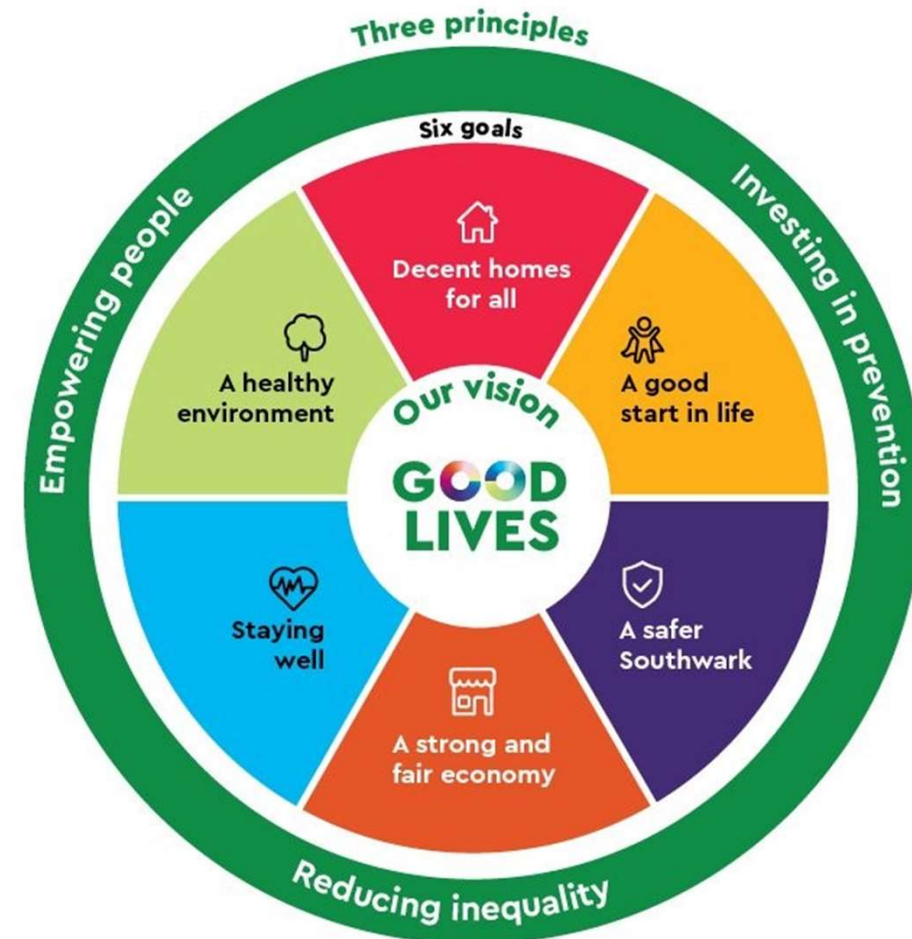 Three principles
Six goals
Empowering people
Investing in prevention
Reducing inequality
Decent homes
for all
A good
start in life
A safer
Southwark
A strong and
fair economy
Staying
well
A healthy
environment
Our vision
GOOD
LIVES